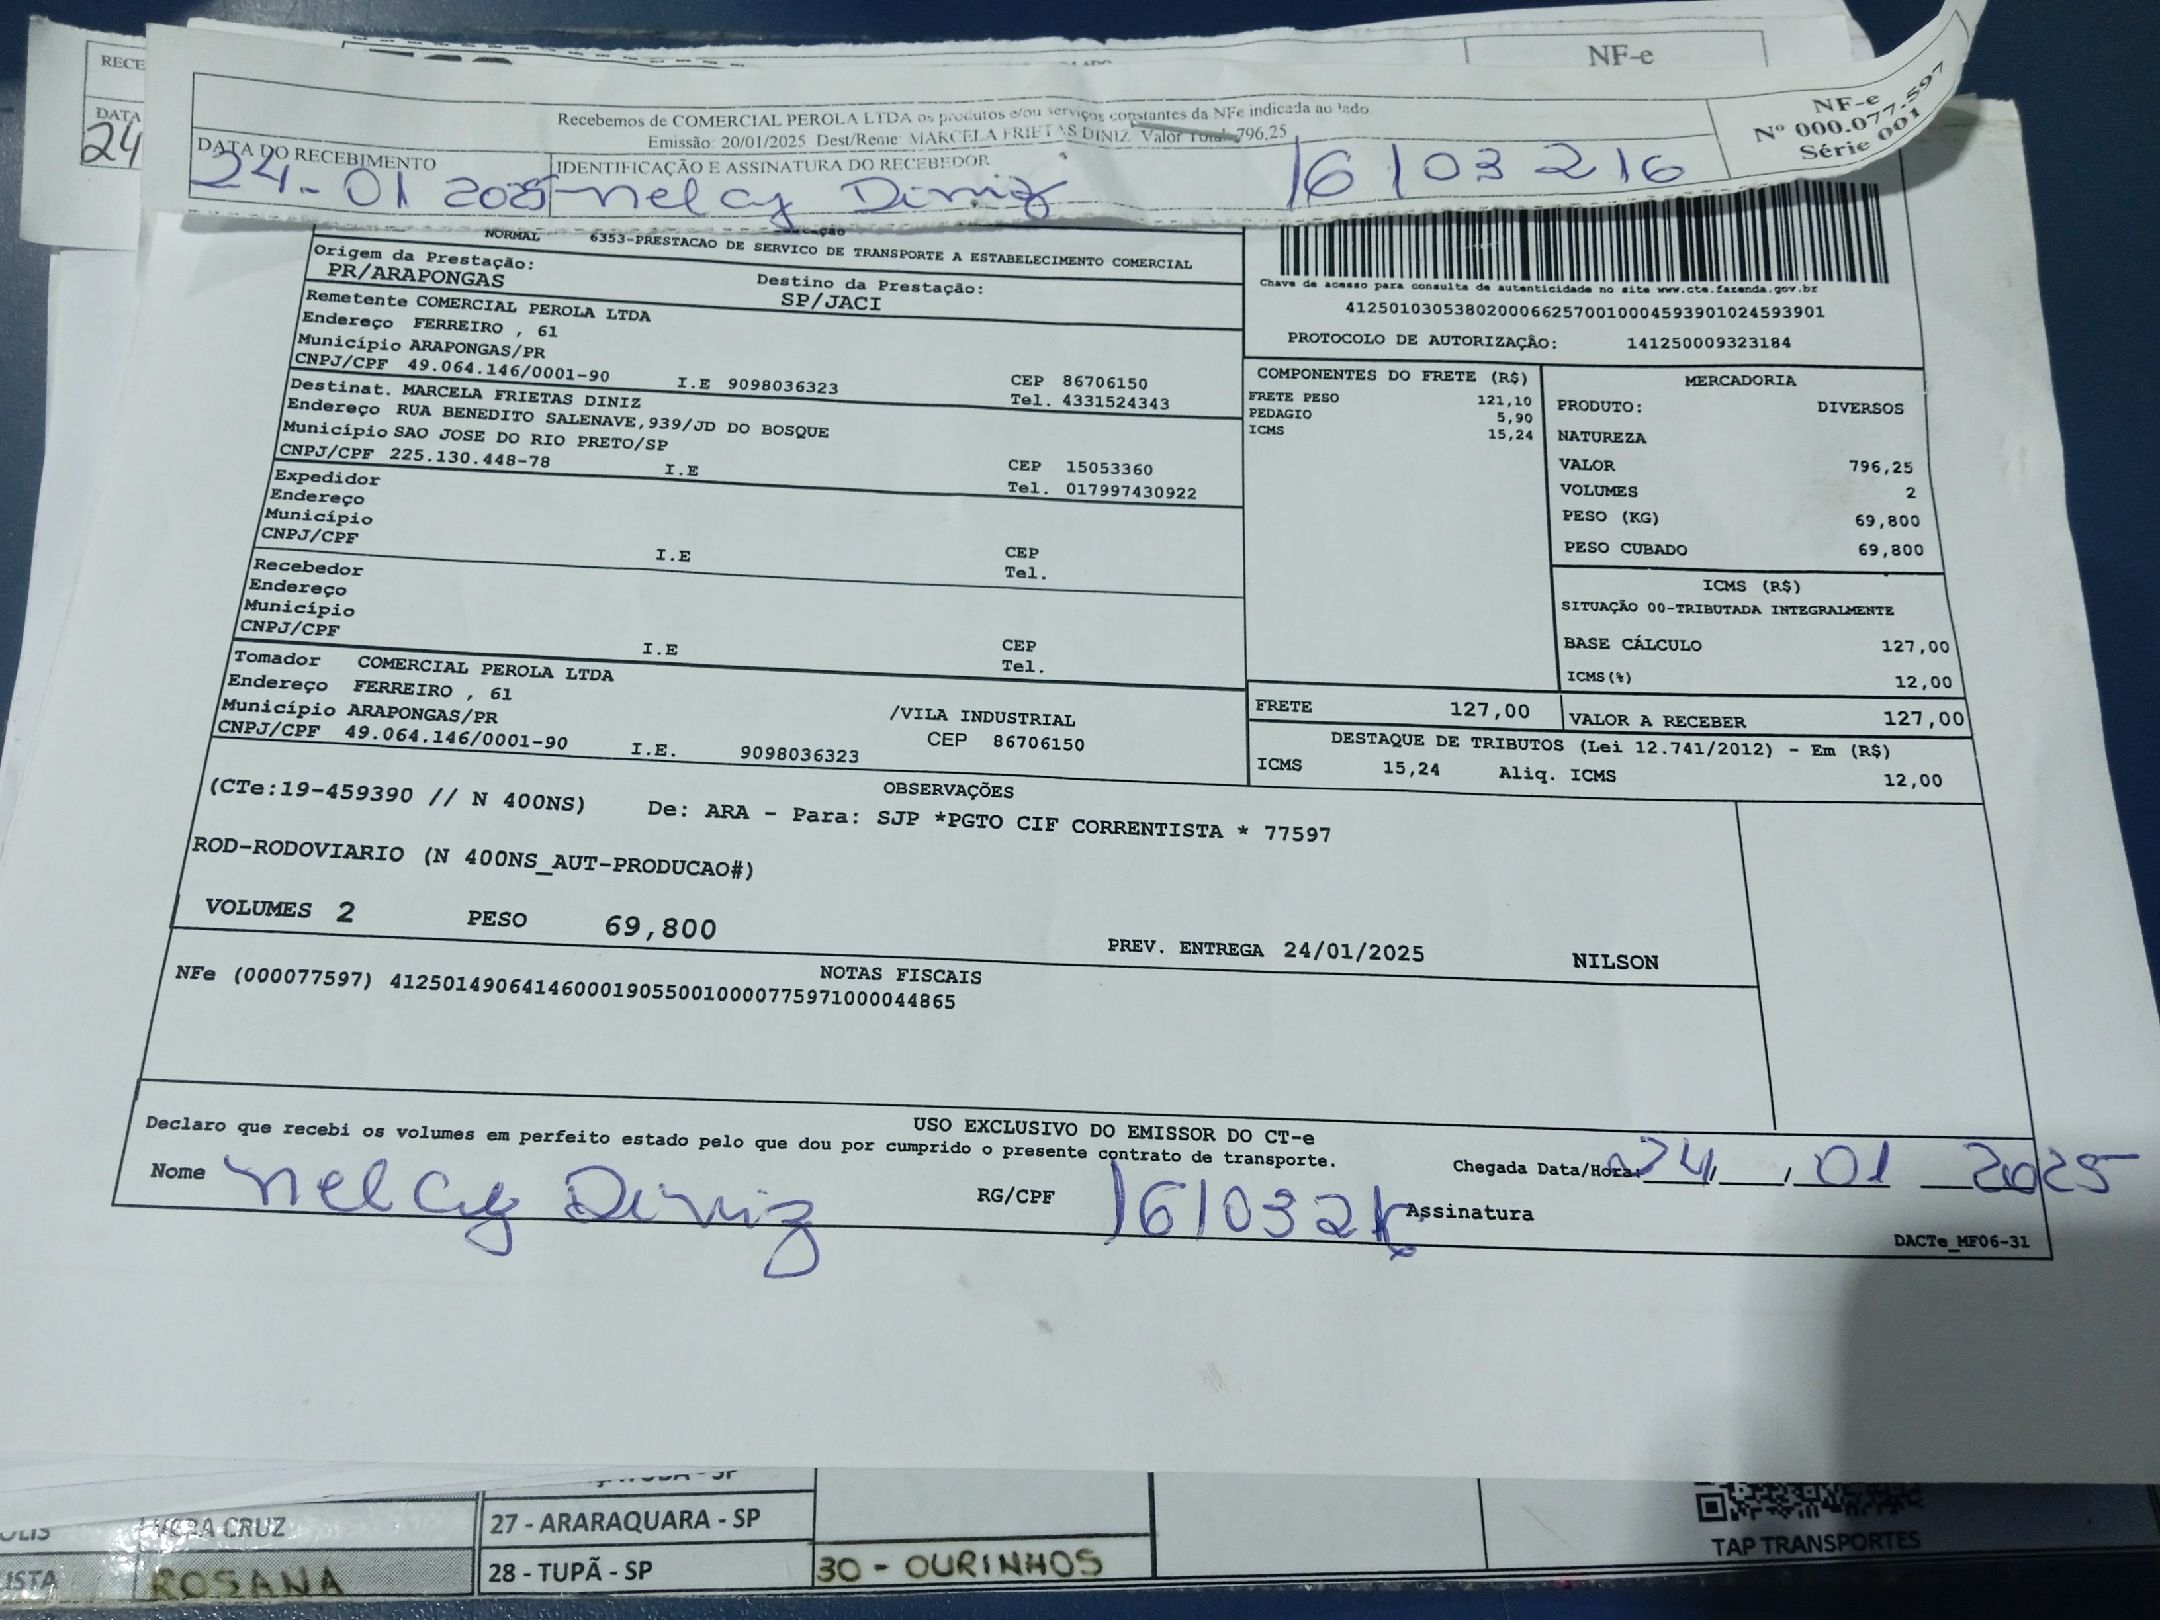 RECE
DATA
24
NF-e
Recebemos de COMERCIAL PEROLA LTDA os produtos e/ou serviços constantes da NFe indicada ao lado.
Emissão: 20/01/2025 Dest/Reme: MARCELA FRIETAS DINIZ Valor Total: 796,25
NF-e
Nº 000.077.597
Série 001
DATA DO RECEBIMENTO
IDENTIFICAÇÃO E ASSINATURA DO RECEBEDOR
24-01 2025 Nelcy Diniz 16103216
NORMAL 6353-PRESTACAO DE SERVICO DE TRANSPORTE A ESTABELECIMENTO COMERCIAL
Origem da Prestação: Destino da Prestação:
PR/ARAPONGAS SP/JACI
Remetente COMERCIAL PEROLA LTDA
Endereço FERREIRO , 61
Município ARAPONGAS/PR CEP 86706150
CNPJ/CPF 49.064.146/0001-90 I.E 9098036323 Tel. 4331524343
Destinat. MARCELA FRIETAS DINIZ
Endereço RUA BENEDITO SALENAVE,939/JD DO BOSQUE
Município SAO JOSE DO RIO PRETO/SP CEP 15053360
CNPJ/CPF 225.130.448-78 I.E Tel. 017997430922
Expedidor
Endereço
Município CEP
CNPJ/CPF I.E Tel.
Recebedor
Endereço
Município CEP
CNPJ/CPF I.E Tel.
Tomador COMERCIAL PEROLA LTDA
Endereço FERREIRO , 61 /VILA INDUSTRIAL
Município ARAPONGAS/PR CEP 86706150
CNPJ/CPF 49.064.146/0001-90 I.E. 9098036323
Chave de acesso para consulta de autenticidade no site www.cte.fazenda.gov.br
41250103053802000662570010004593901024593901
PROTOCOLO DE AUTORIZAÇÃO: 141250009323184
COMPONENTES DO FRETE (R$)
FRETE PESO 121,10
PEDAGIO 5,90
ICMS 15,24
MERCADORIA
PRODUTO: DIVERSOS
NATUREZA
VALOR 796,25
VOLUMES 2
PESO (KG) 69,800
PESO CUBADO 69,800
ICMS (R$)
SITUAÇÃO 00-TRIBUTADA INTEGRALMENTE
BASE CÁLCULO 127,00
ICMS(%) 12,00
FRETE 127,00 VALOR A RECEBER 127,00
DESTAQUE DE TRIBUTOS (Lei 12.741/2012) - Em (R$)
ICMS 15,24 Aliq. ICMS 12,00
OBSERVAÇÕES
(CTe:19-459390 // N 400NS) De: ARA - Para: SJP *PGTO CIF CORRENTISTA * 77597
ROD-RODOVIARIO (N 400NS_AUT-PRODUCAO#)
VOLUMES 2 PESO 69,800 PREV. ENTREGA 24/01/2025 NILSON
NOTAS FISCAIS
NFe (000077597) 41250149064146000190550010000775971000044865
USO EXCLUSIVO DO EMISSOR DO CT-e
Declaro que recebi os volumes em perfeito estado pelo que dou por cumprido o presente contrato de transporte.
Chegada Data/Hora: 24 01 2025
Nome Nelcy Diniz RG/CPF 1610321 Assinatura
DACTe_MF06-31
VERA CRUZ
27 - ARARAQUARA - SP
ISTA
ROSANA
28 - TUPÃ - SP
30 - OURINHOS
TAP TRANSPORTES